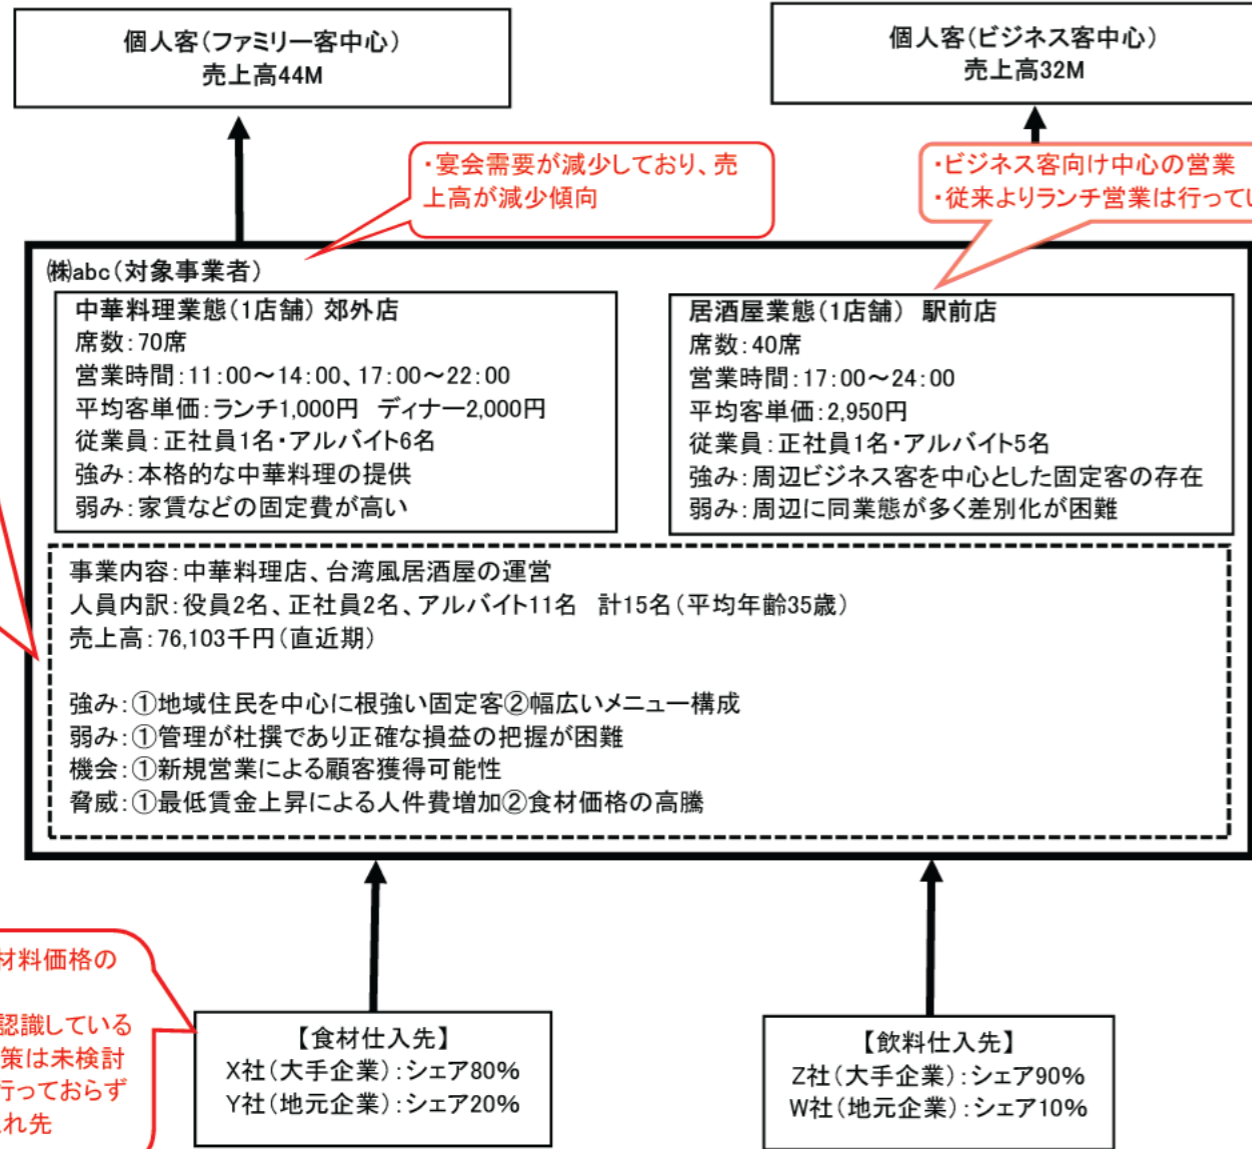 個人客(ファミリー客中心)
売上高44M
個人客(ビジネス客中心)
売上高32M
・宴会需要が減少しており、売
上高が減少傾向
・ビジネス客向け中心の営業
・従来よりランチ営業は行ってい
㈱abc(対象事業者)
中華料理業態(1店舗) 郊外店
席数:70席
営業時間:11:00～14:00、17:00～22:00
平均客単価:ランチ1,000円 ディナー2,000円
従業員:正社員1名・アルバイト6名
強み:本格的な中華料理の提供
弱み:家賃などの固定費が高い
居酒屋業態(1店舗) 駅前店
席数:40席
営業時間:17:00～24:00
平均客単価:2,950円
従業員:正社員1名・アルバイト5名
強み:周辺ビジネス客を中心とした固定客の存在
弱み:周辺に同業態が多く差別化が困難
事業内容:中華料理店、台湾風居酒屋の運営
人員内訳:役員2名、正社員2名、アルバイト11名 計15名(平均年齢35歳)
売上高:76,103千円(直近期)
強み:①地域住民を中心に根強い固定客②幅広いメニュー構成
弱み:①管理が杜撰であり正確な損益の把握が困難
機会:①新規営業による顧客獲得可能性
脅威:①最低賃金上昇による人件費増加②食材価格の高騰
材料価格の
認識している
策は未検討
行っておらず
れ先
【食材仕入先】
X社(大手企業):シェア80%
Y社(地元企業):シェア20%
【飲料仕入先】
Z社(大手企業):シェア90%
W社(地元企業):シェア10%